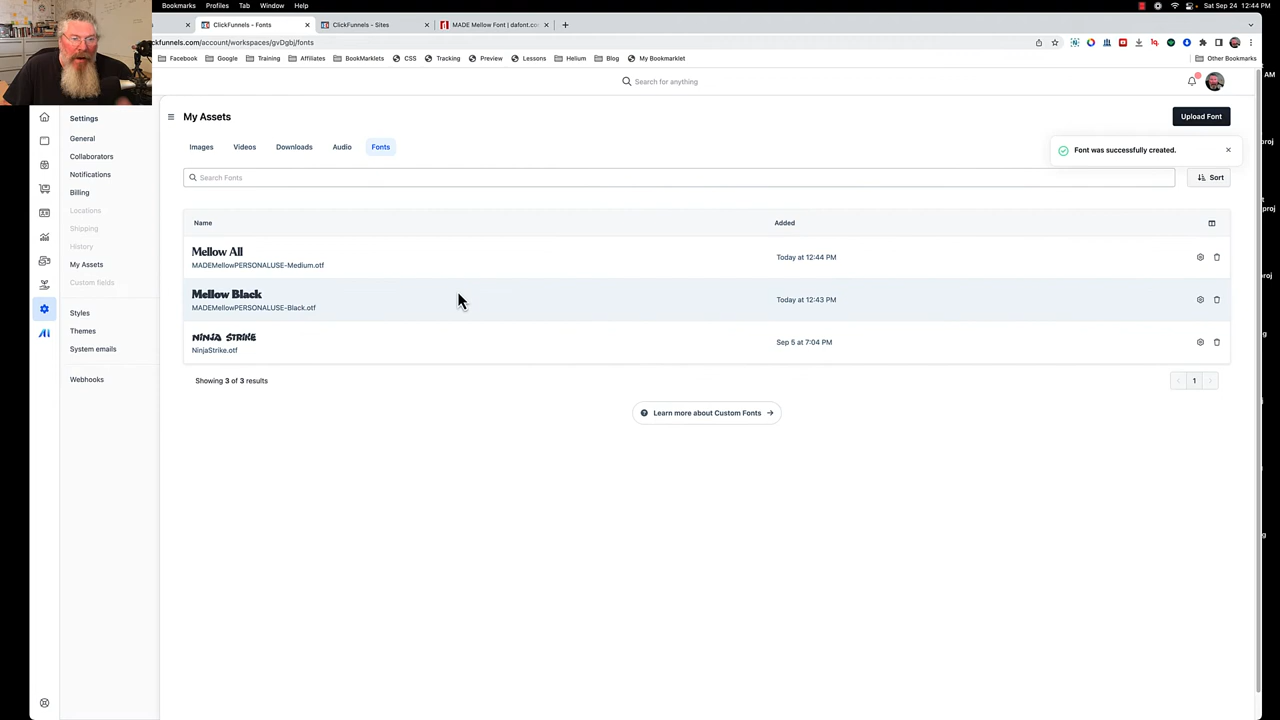 Bookmarks Profiles Tab Window Help
Sat Sep 24 12:44 PM
ClickFunnels - Fonts
ClickFunnels - Sites
MADE Mellow Font | dafont.co
ckfunnels.com/account/workspaces/gvDgbj/fonts
Facebook Google Training Affiliates BookMarklets CSS Tracking Preview Lessons Helium Blog My Bookmarklet Other Bookmarks
AM
Search for anything
Settings
General
Collaborators
Notifications
Billing
Locations
Shipping
History
My Assets
Custom fields
Styles
Themes
System emails
Webhooks
My Assets
Upload Font
Images Videos Downloads Audio Fonts
Font was successfully created.
Search Fonts
Sort
Name Added
Mellow All
MADEMellowPERSONALUSE-Medium.otf
Today at 12:44 PM
Mellow Black
MADEMellowPERSONALUSE-Black.otf
Today at 12:43 PM
Ninja Strike
NinjaStrike.otf
Sep 5 at 7:04 PM
Showing 3 of 3 results
1
Learn more about Custom Fonts